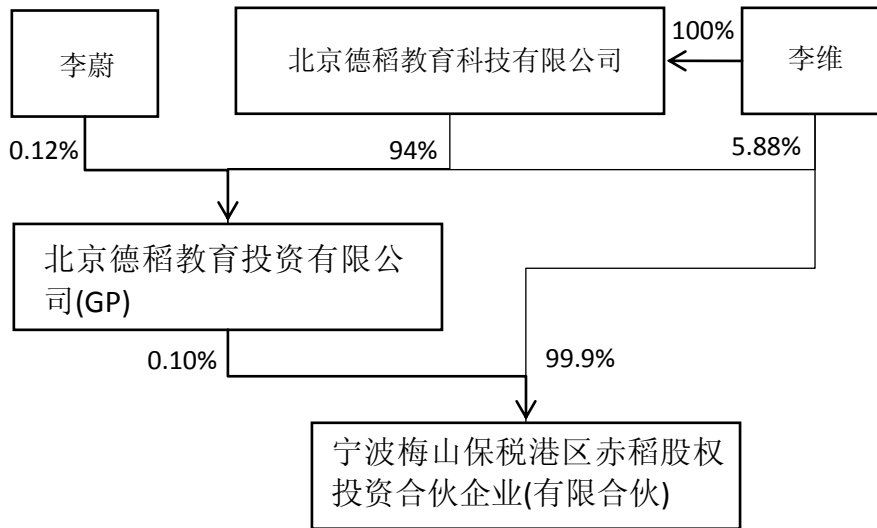 100%
李蔚
北京德稻教育科技有限公司
李维
0.12%
94%
5.88%
北京德稻教育投资有限公
司(GP)
0.10%
99.9%
宁波梅山保税港区赤稻股权
投资合伙企业(有限合伙)